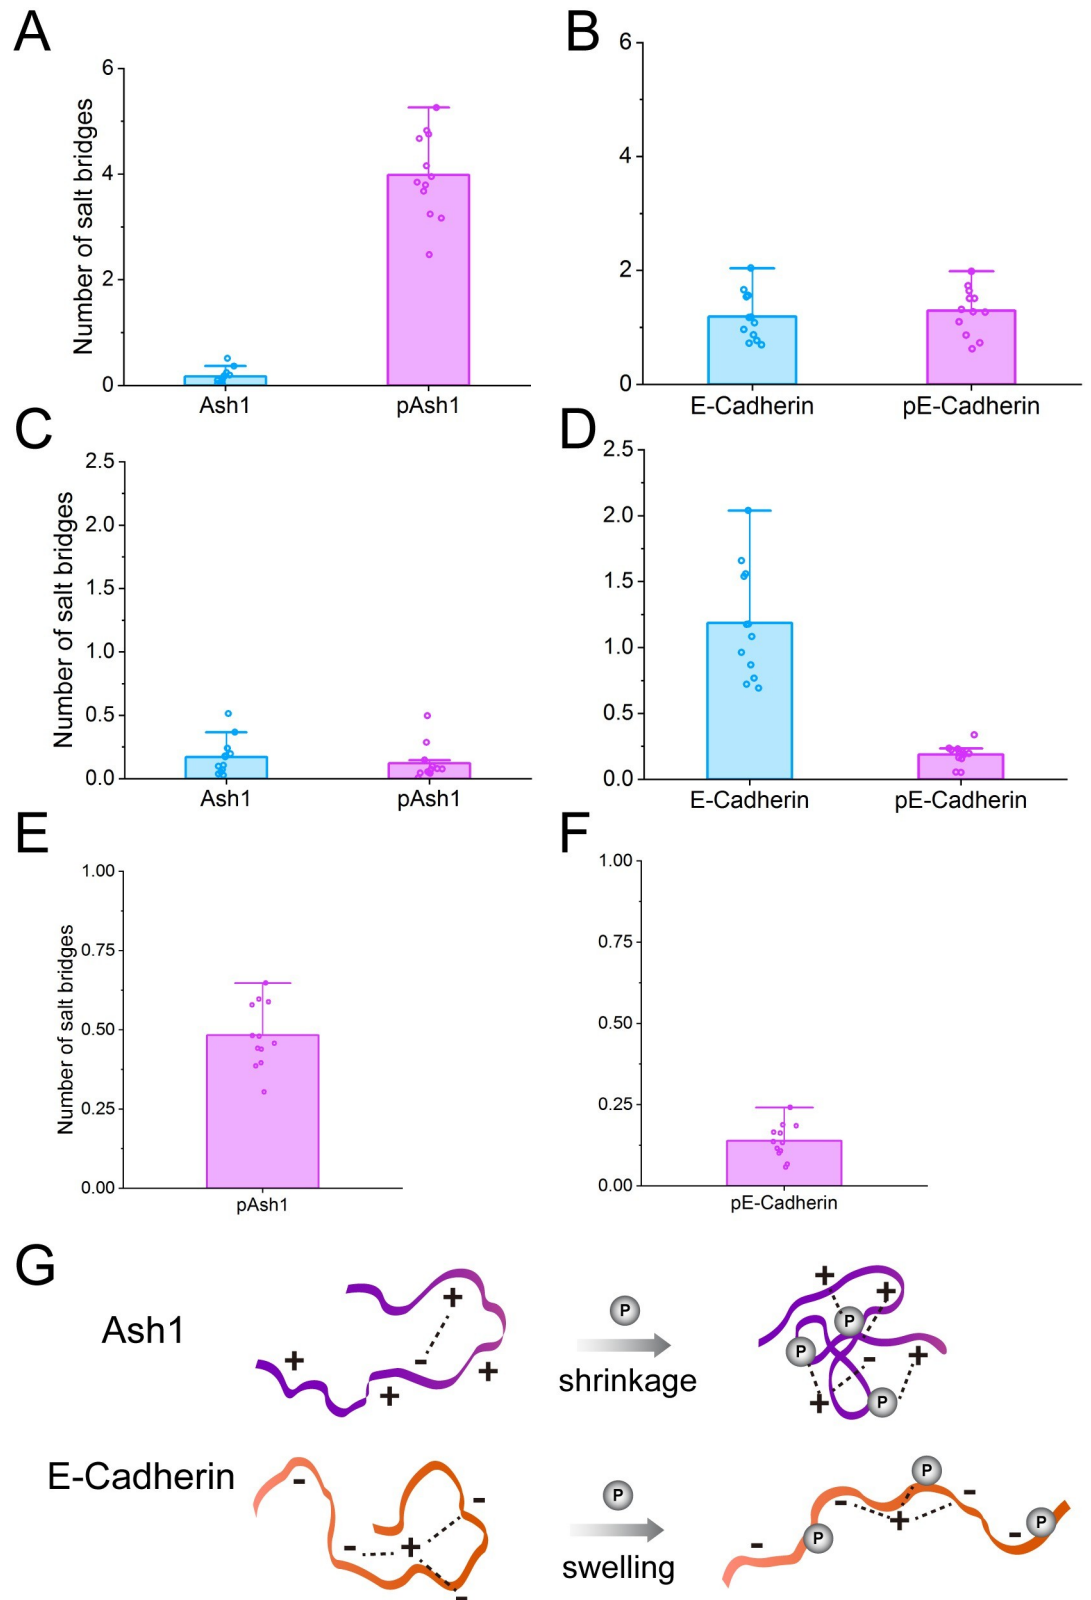 A
B
Number of salt bridges
6
4
2
0
Ash1
pAsh1
6
4
2
0
E-Cadherin
pE-Cadherin
C
D
Number of salt bridges
2.5
2.0
1.5
1.0
0.5
0.0
Ash1
pAsh1
2.5
2.0
1.5
1.0
0.5
0.0
E-Cadherin
pE-Cadherin
E
F
Number of salt bridges
1.00
0.75
0.50
0.25
0.00
pAsh1
1.00
0.75
0.50
0.25
0.00
pE-Cadherin
G
Ash1
+
-
+
+
+
P
shrinkage
+
+
P
P
-
+
+
P
E-Cadherin
-
-
-
+
-
P
swelling
P
-
-
+
P
-
P
-